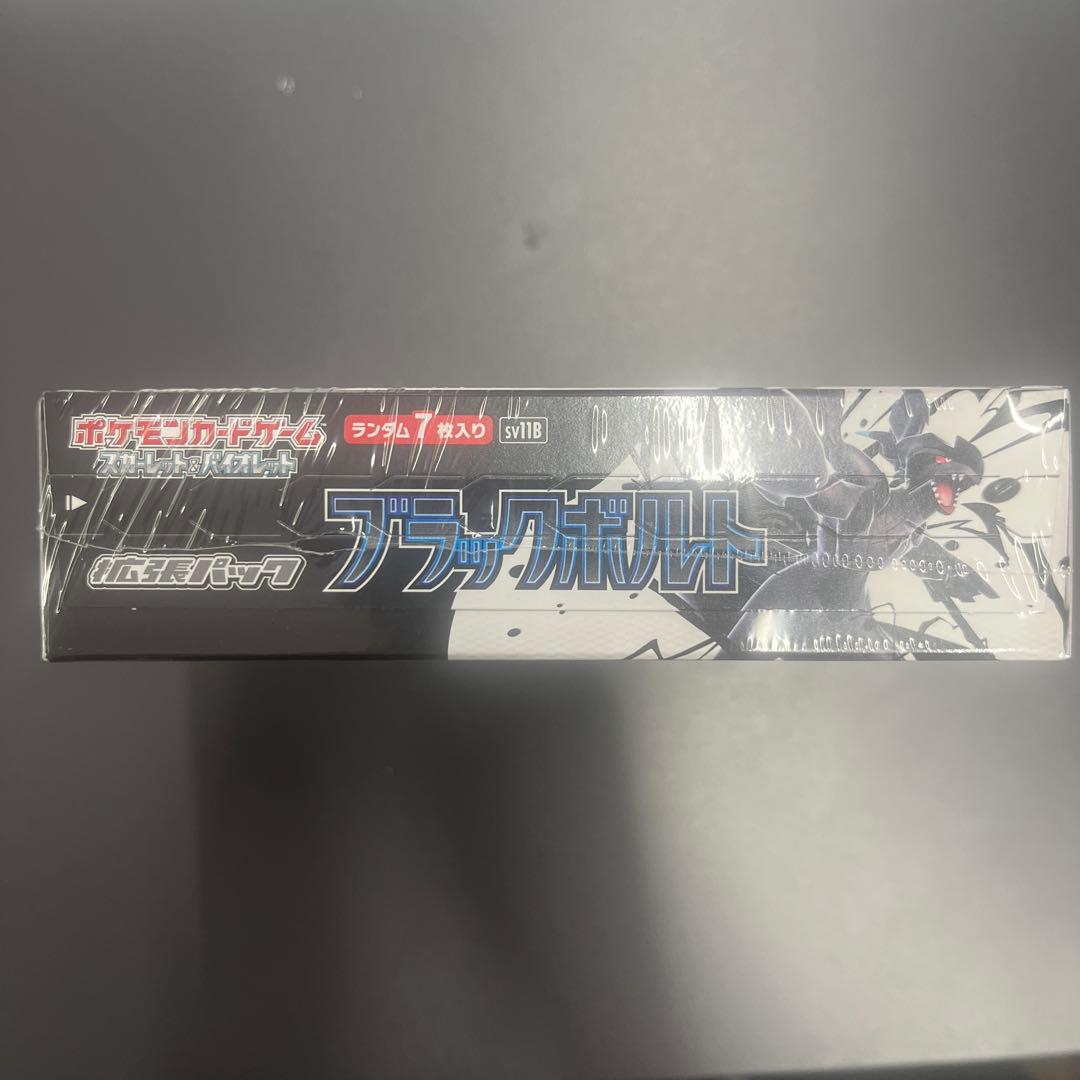 ポケモンカードゲーム
スカーレット&バイオレット
ランダム7枚入り
sv11B
ブラックボルト
拡張パック